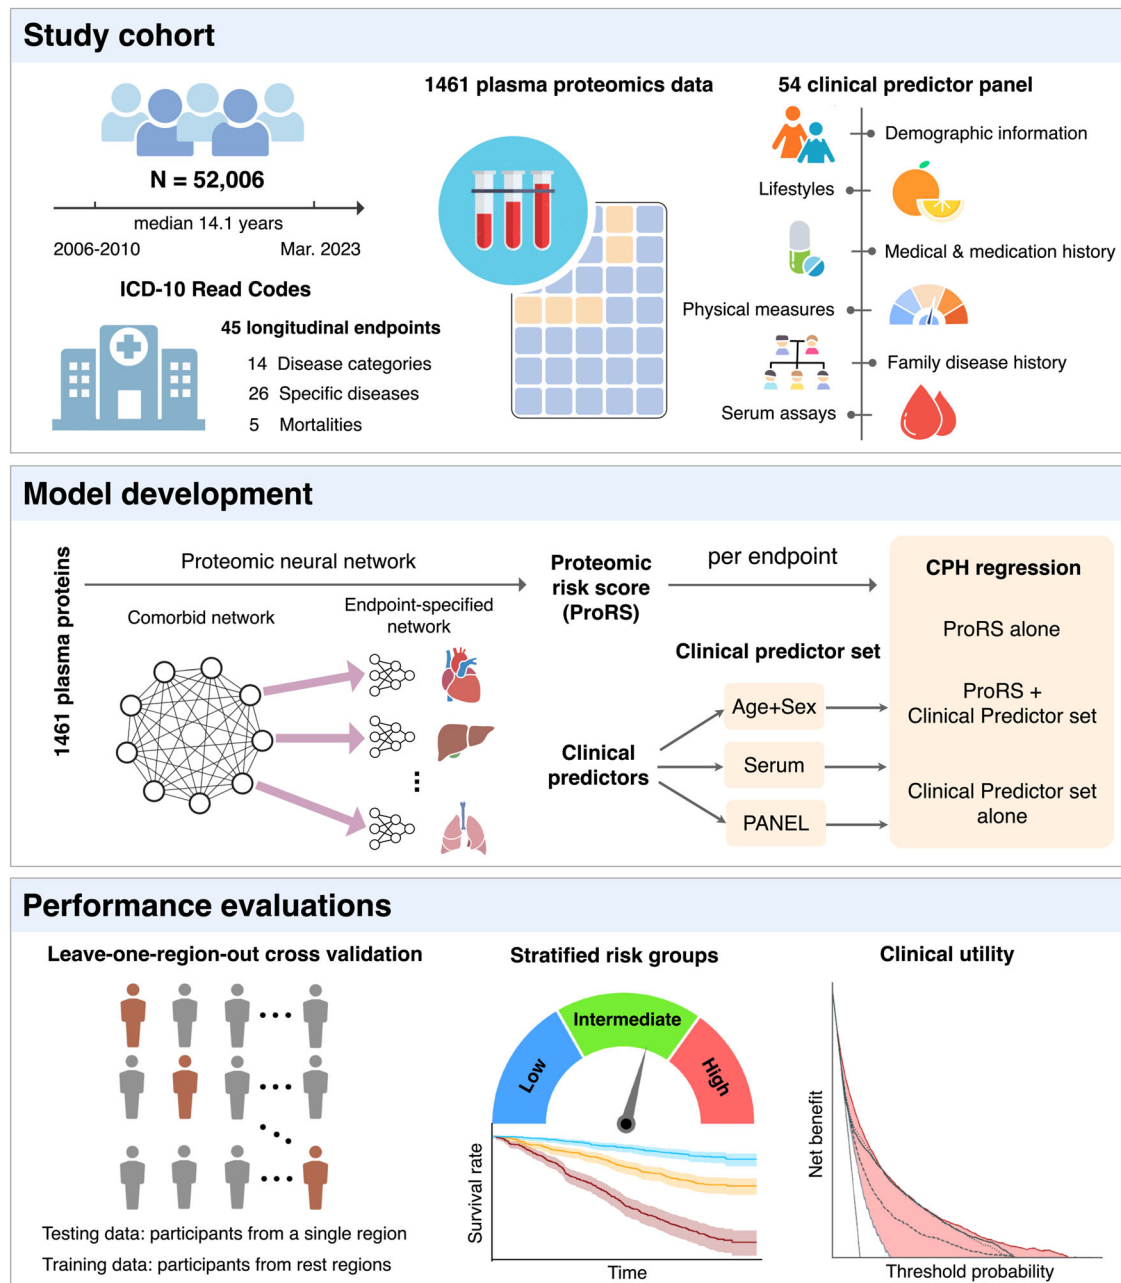 Study cohort
N = 52,006
median 14.1 years
2006-2010
Mar. 2023
ICD-10 Read Codes
45 longitudinal endpoints
14 Disease categories
26 Specific diseases
5 Mortalities
1461 plasma proteomics data
54 clinical predictor panel
Demographic information
Lifestyles
Medical & medication history
Physical measures
Family disease history
Serum assays
Model development
1461 plasma proteins
Proteomic neural network
Comorbid network
Endpoint-specified
network
Proteomic
risk score
(ProRS)
per endpoint
Clinical predictor set
Clinical
predictors
Age+Sex
Serum
PANEL
CPH regression
ProRS alone
ProRS +
Clinical Predictor set
Clinical Predictor set
alone
Performance evaluations
Leave-one-region-out cross validation
Testing data: participants from a single region
Training data: participants from rest regions
Stratified risk groups
Low
Intermediate
High
Survival rate
Time
Clinical utility
Net benefit
Threshold probability